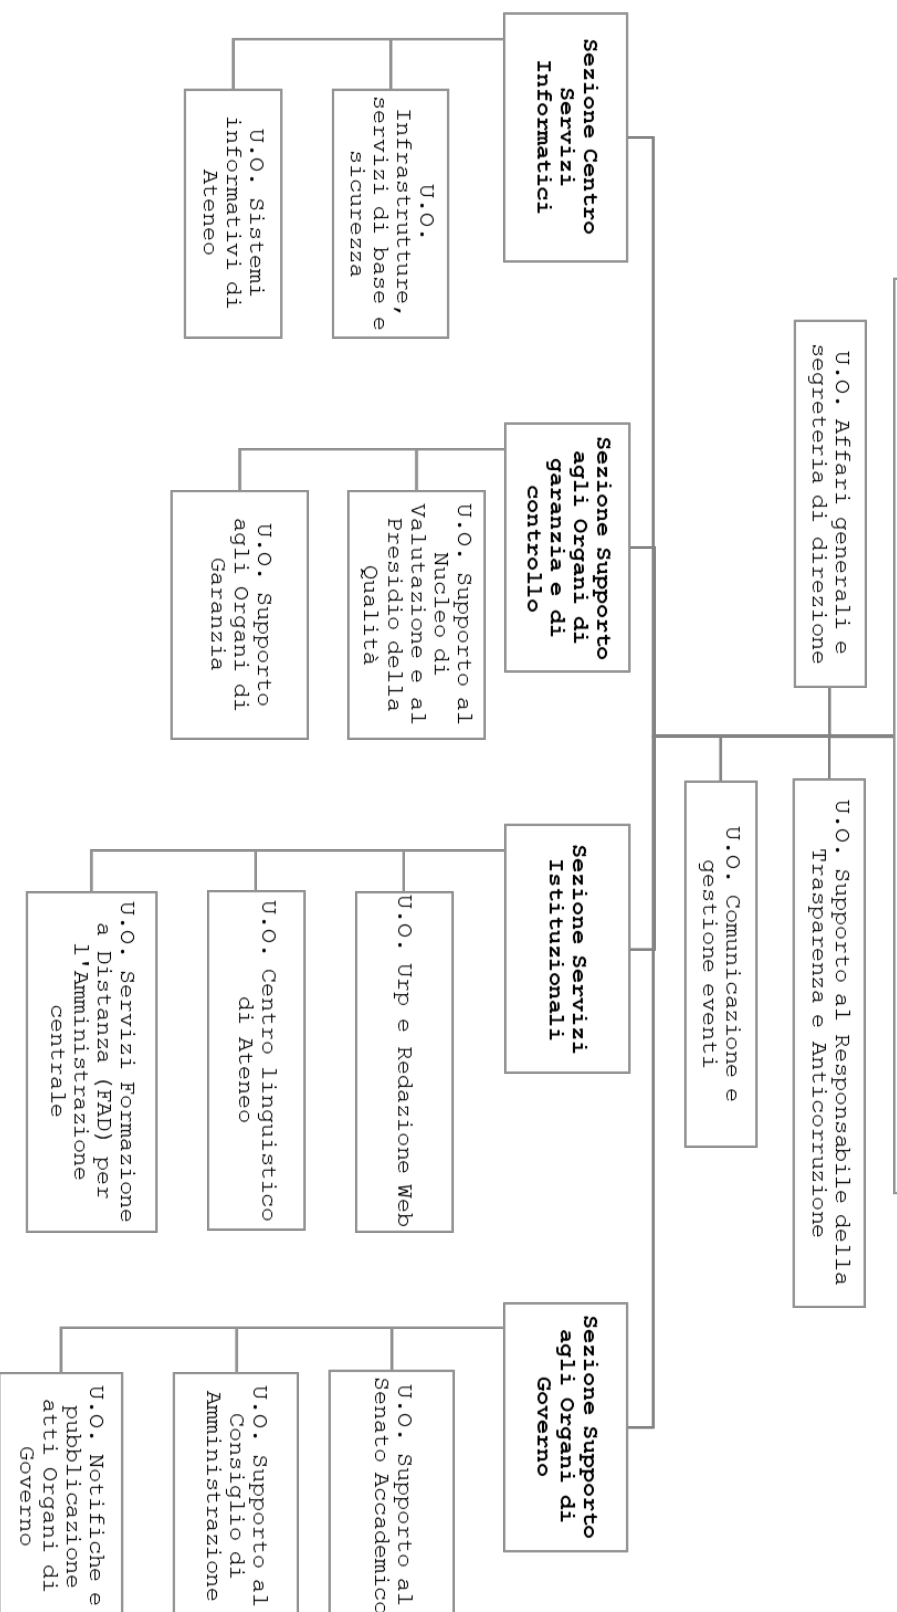 U.O. Affari generali e
segreteria di direzione
U.O. Supporto al Responsabile della
Trasparenza e Anticorruzione
U.O. Comunicazione e
gestione eventi
Sezione Centro
Servizi
Informatici
U.O.
Infrastrutture,
servizi di base e
sicurezza
U.O. Sistemi
informativi di
Ateneo
Sezione Supporto
agli Organi di
garanzia e di
controllo
U.O. Supporto al
Nucleo di
Valutazione e al
Presidio della
Qualità
U.O. Supporto
agli Organi di
Garanzia
Sezione Servizi
Istituzionali
U.O. Urp e Redazione Web
U.O. Centro linguistico
di Ateneo
U.O. Servizi Formazione
a Distanza (FAD) per
l'Amministrazione
centrale
Sezione Supporto
agli Organi di
Governo
U.O. Supporto al
Senato Accademico
U.O. Supporto al
Consiglio di
Amministrazione
U.O. Notifiche e
pubblicazione
atti Organi di
Governo